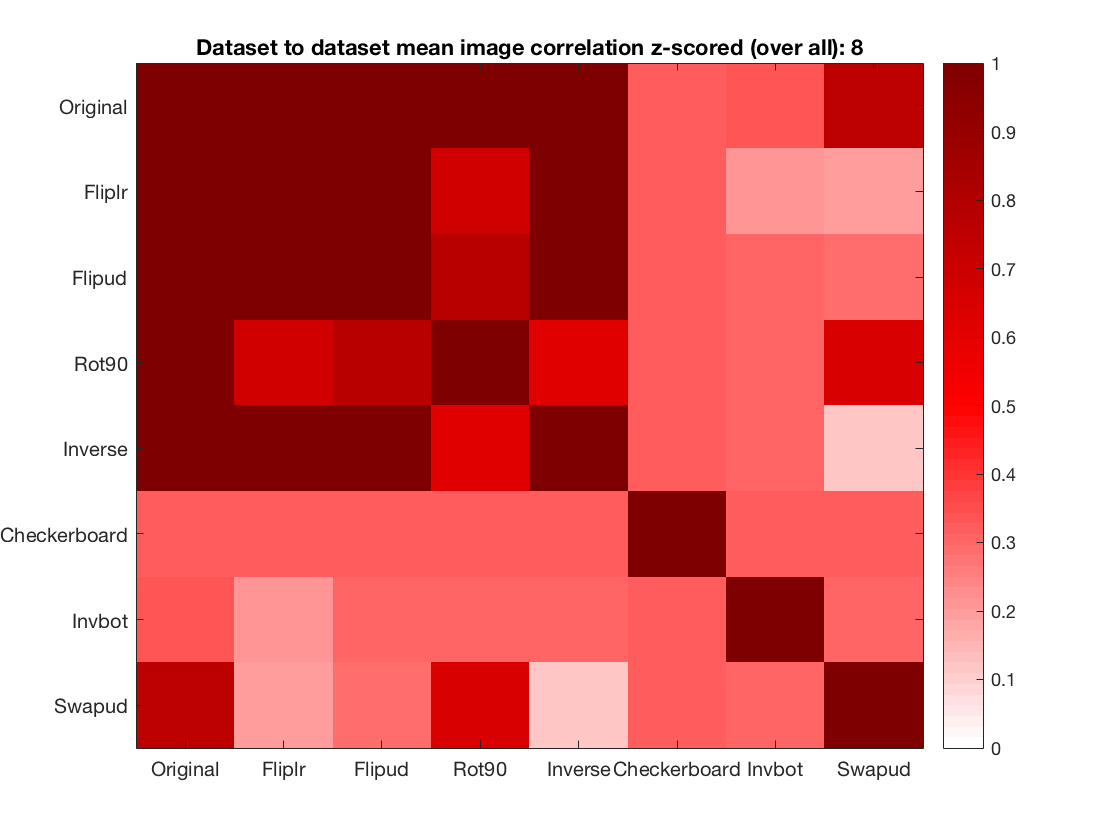 Dataset to dataset mean image correlation z-scored (over all): 8
Original
Fliplr
Flipud
Rot90
Inverse
Checkerboard
Invbot
Swapud
Original Fliplr Flipud Rot90 Inverse Checkerboard Invbot Swapud
1
0.9
0.8
0.7
0.6
0.5
0.4
0.3
0.2
0.1
0